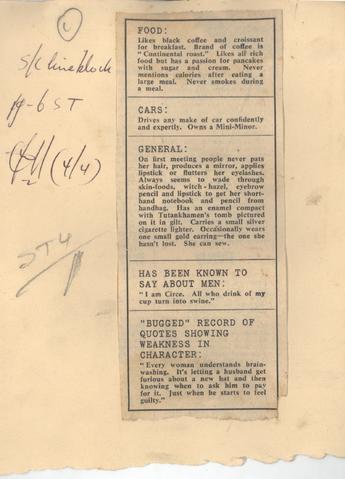 1
s/c line block
FOOD:
Likes black coffee and croissant
for breakfast. Brand of coffee is
"Continental roast." Likes all rich
food but has a passion for pancakes
with sugar and cream. Never
mentions calories after eating a
large meal. Never smokes during
a meal.
CARS:
Drives any make of car confidently
and expertly. Owns a Mini-Minor.
GENERAL:
On first meeting people never pats
her hair, produces a mirror, applies
lipstick or flutters her eyelashes.
Always seems to wade through
skin-foods, witch-hazel, eyebrow
pencil and lipstick to get her short-
hand notebook and pencil from
handbag. Has an enamel compact
with Tutankhamen's tomb pictured
on it in gilt. Carries a small silver
cigarette lighter. Occasionally wears
one small gold earring—the one she
hasn't lost. She can sew.
HAS BEEN KNOWN TO
SAY ABOUT MEN:
"I am Circe. All who drink of my
cup turn into swine."
"BUGGED" RECORD OF
QUOTES SHOWING
WEAKNESS IN
CHARACTER:
"Every woman understands brain-
washing. It's letting a husband get
furious about a new hat and then
knowing when to ask him to pay
for it. Just when he starts to feel
guilty."
(4/4)